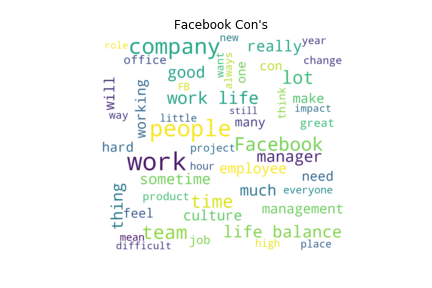 Facebook Con's
role
new
year
company
really
want
always
change
office
one
con
good
lot
will
working
FB
think
work life
make
still
impact
way
little
many
great
people
hard
project
Facebook
work
manager
hour
employee
need
sometime
thing
much
everyone
product
time
feel
culture
management
team
life balance
mean
job
high
place
difficult